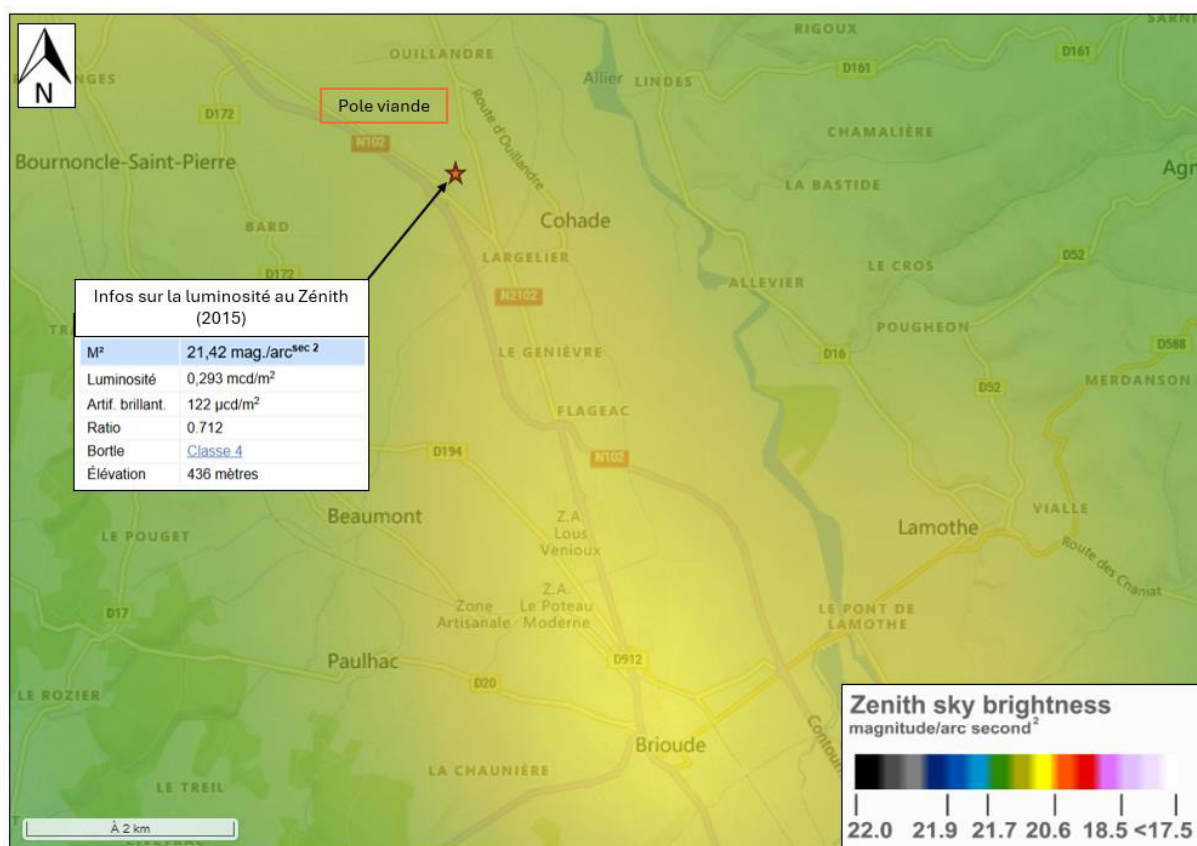 N
OUILLANDRE
RIGOUX
D161
D161
Allier
LINDES
D172
Pole viande
Route d'Ouillandre
CHAMALIÈRE
N102
Bournoncle-Saint-Pierre
LA BASTIDE
BARD
Cohade
D52
D172
LARGELIER
LE CROS
ALLEVIER
N2102
Infos sur la luminosité au Zénith
(2015)
POUGHEON
M² 21,42 mag./arcsec 2
Luminosité 0,293 mcd/m²
Artif. brillant. 122 µcd/m²
Ratio 0.712
Bortle Classe 4
Élévation 436 mètres
LE GENIÈVRE
D16
D588
MERDANSON
D52
FLAGEAC
D194
N102
Beaumont
Z.A.
Lous
Venioux
Lamothe
VIALLE
LE POUGET
Route des Chaniat
Zone
Artisanale
Z.A.
Le Poteau
Moderne
D17
LE PONT DE
LAMOTHE
Paulhac
D912
D20
LE ROZIER
Brioude
LA CHAUNIÈRE
LE TREIL
À 2 km
Zenith sky brightness
magnitude/arc second²
22.0 21.9 21.7 20.6 18.5 <17.5